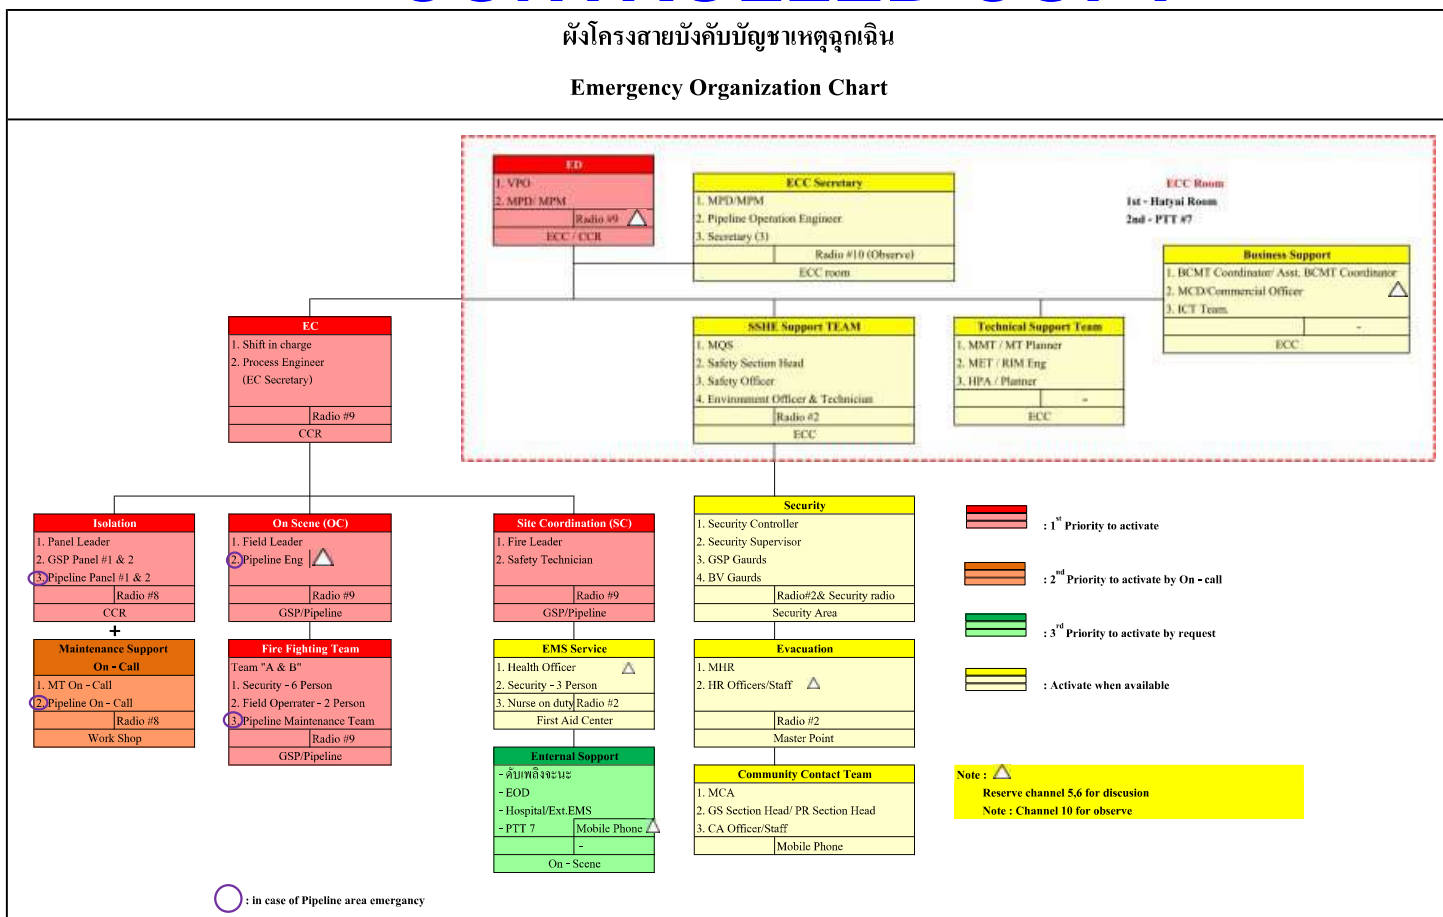 ผังโครงสายบังคับบัญชาเหตุฉุกเฉิน
Emergency Organization Chart
ED
1. VPO
2. MPD/ MPM
Radio #9
ECC / CCR
ECC Secretary
1. MPD/MPM
2. Pipeline Operation Engineer
3. Secretary (3)
Radio #10 (Observe)
ECC room
ECC Room
1st - Hatyai Room
2nd - PTT #7
Business Support
1. BCMT Coordinator/ Asst. BCMT Coordinator
2. MCD/Commercial Officer
3. ICT Team.
-
ECC
EC
1. Shift in charge
2. Process Engineer
(EC Secretary)
Radio #9
CCR
SSHE Support TEAM
1. MQS
2. Safety Section Head
3. Safety Officer
4. Environment Officer & Technician
Radio #2
ECC
Technical Support Team
1. MMT / MT Planner
2. MET / RIM Eng
3. HPA / Planner
-
ECC
Isolation
1. Panel Leader
2. GSP Panel #1 & 2
3. Pipeline Panel #1 & 2
Radio #8
CCR
+
Maintenance Support
On - Call
1. MT On - Call
2. Pipeline On - Call
Radio #8
Work Shop
On Scene (OC)
1. Field Leader
2. Pipeline Eng
Radio #9
GSP/Pipeline
Fire Fighting Team
Team "A & B"
1. Security - 6 Person
2. Field Operrater - 2 Person
3. Pipeline Maintenance Team
Radio #9
GSP/Pipeline
Site Coordination (SC)
1. Fire Leader
2. Safety Technician
Radio #9
GSP/Pipeline
EMS Service
1. Health Officer
2. Security - 3 Person
3. Nurse on duty Radio #2
First Aid Center
Enternal Support
- ดับเพลิงจะนะ
- EOD
- Hospital/Ext.EMS
- PTT 7 Mobile Phone
-
On - Scene
Security
1. Security Controller
2. Security Supervisor
3. GSP Gaurds
4. BV Gaurds
Radio#2& Security radio
Security Area
Evacuation
1. MHR
2. HR Officers/Staff
Radio #2
Master Point
Community Contact Team
1. MCA
2. GS Section Head/ PR Section Head
3. CA Officer/Staff
Mobile Phone
: 1st Priority to activate
: 2nd Priority to activate by On - call
: 3rd Priority to activate by request
: Activate when available
Note :
Reserve channel 5,6 for discusion
Note : Channel 10 for observe
: in case of Pipeline area emergancy